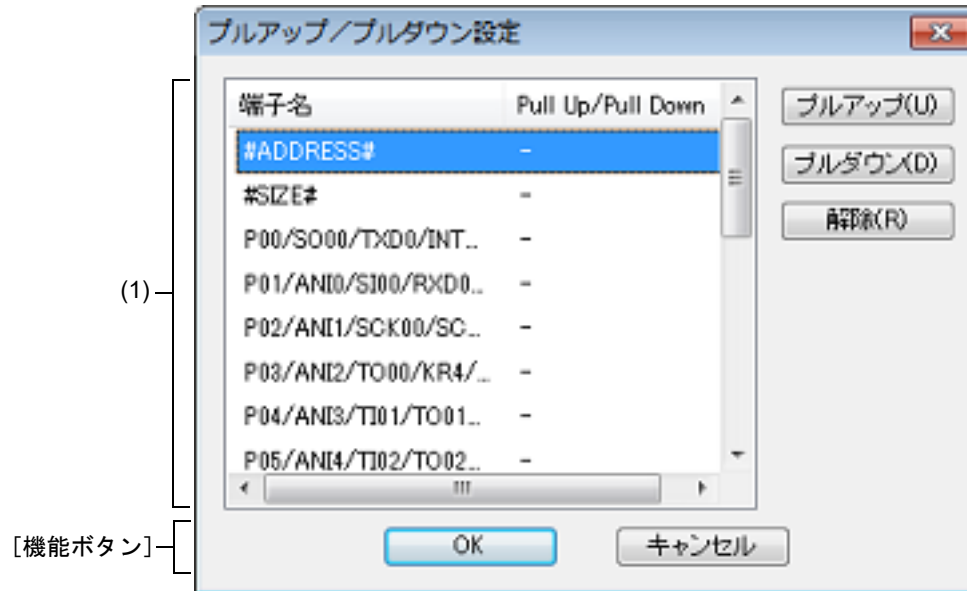 プルアップ／プルダウン設定
端子名 Pull Up/Pull Down
#ADDRESS# -
#SIZE# -
P00/SO00/TXD0/INT... -
P01/ANI0/SI00/RXD0... -
P02/ANI1/SCK00/SC... -
P03/ANI2/TO00/KR4/... -
P04/ANI3/TI01/TO01... -
P05/ANI4/TI02/TO02... -
プルアップ(U)
プルダウン(D)
解除(R)
(1)
[機能ボタン]
OK キャンセル